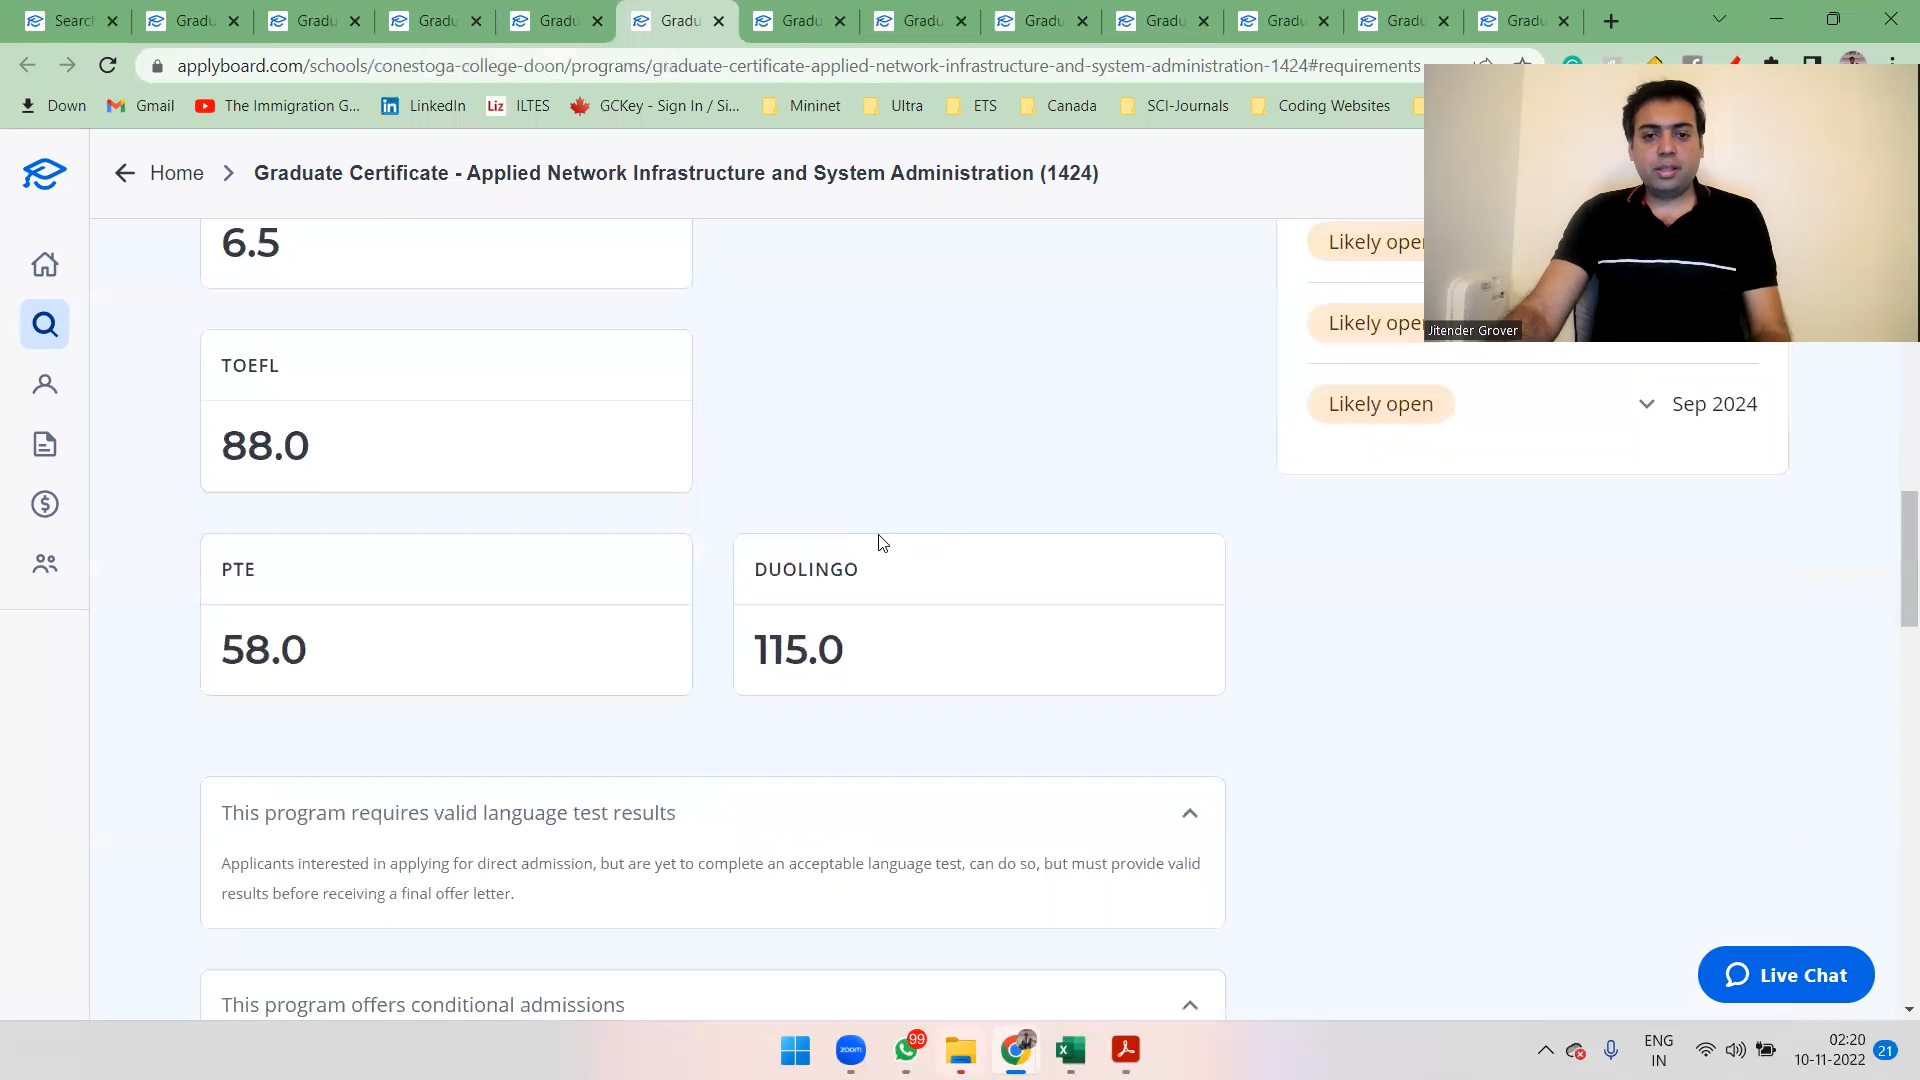 Searc
Gradu
Gradu
Gradu
Gradu
Gradu
Gradu
Gradu
Gradu
Gradu
Gradu
Gradu
Gradu
applyboard.com/schools/conestoga-college-doon/programs/graduate-certificate-applied-network-infrastructure-and-system-administration-1424#requirements
Down
Gmail
The Immigration G...
LinkedIn
Liz ILTES
GCKey - Sign In / Si...
Mininet
Ultra
ETS
Canada
SCI-Journals
Coding Websites
Home
Graduate Certificate - Applied Network Infrastructure and System Administration (1424)
6.5
Likely open
Likely open
Likely open
Sep 2024
Jitender Grover
TOEFL
88.0
PTE
58.0
DUOLINGO
115.0
This program requires valid language test results
Applicants interested in applying for direct admission, but are yet to complete an acceptable language test, can do so, but must provide valid
results before receiving a final offer letter.
This program offers conditional admissions
Live Chat
zoom
99
ENG
IN
02:20
10-11-2022
21